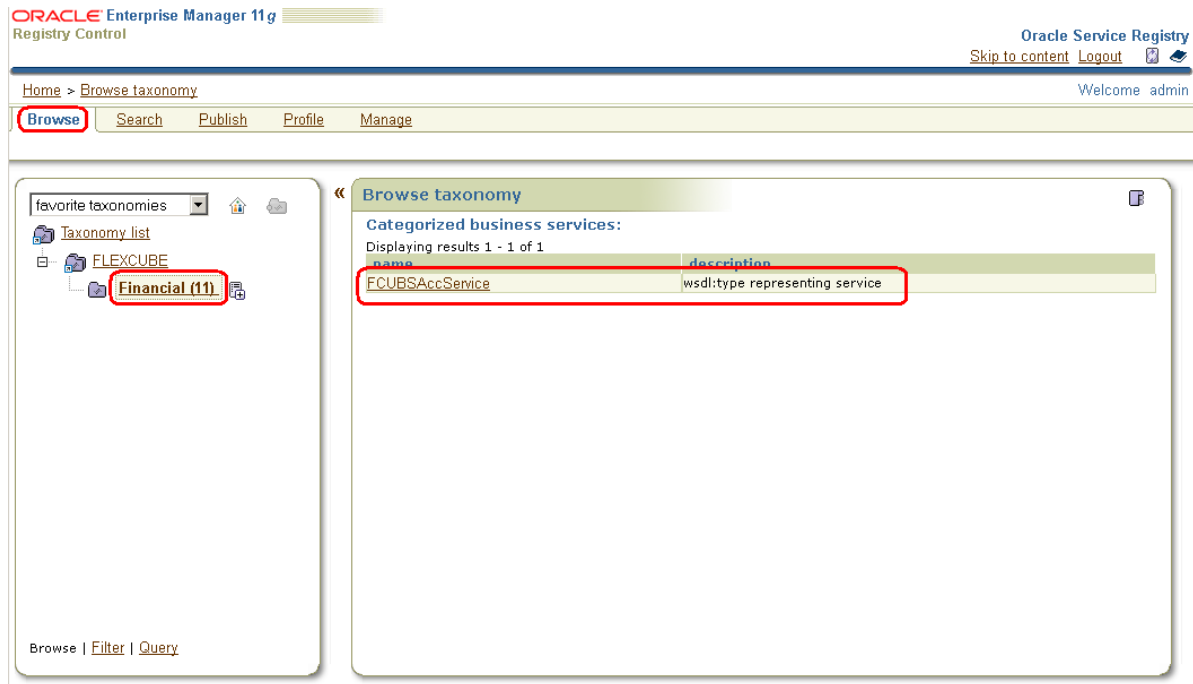 ORACLE Enterprise Manager 11g
Registry Control
Oracle Service Registry
Skip to content Logout
Home > Browse taxonomy
Welcome admin
Browse Search Publish Profile Manage
favorite taxonomies
Taxonomy list
FLEXCUBE
Financial (11)
Browse | Filter | Query
Browse taxonomy
Categorized business services:
Displaying results 1 - 1 of 1
name description
FCUBSAccService wsdl:type representing service